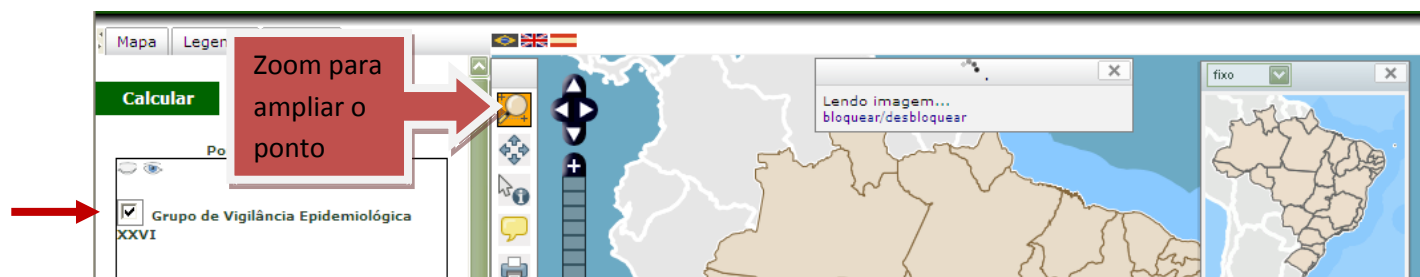 Mapa
Legen
Zoom para
ampliar o
ponto
Calcular
Po
Grupo de Vigilância Epidemiológica
XXVI
Lendo imagem...
bloquear/desbloquear
fixo